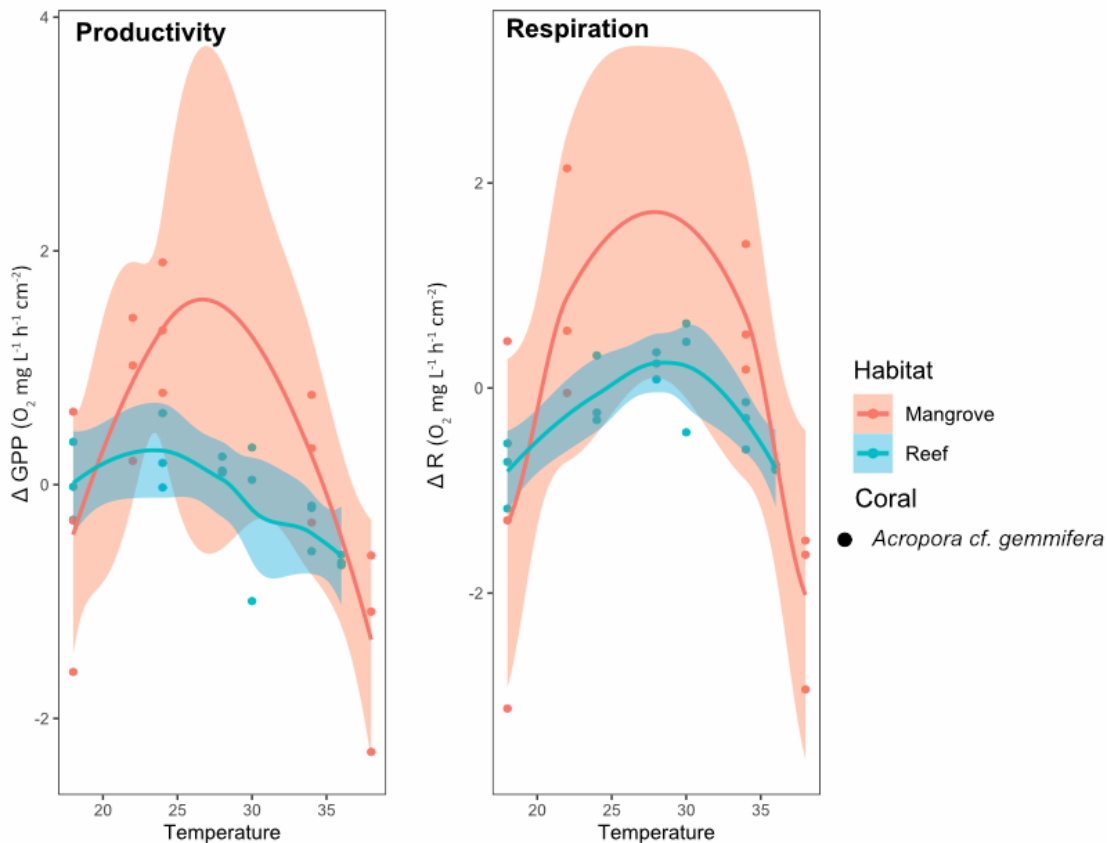 Productivity
Respiration
4
2
0
-2
Δ GPP (O₂ mg L⁻¹ h⁻¹ cm⁻²)
20 25 30 35
Temperature
2
0
-2
Δ R (O₂ mg L⁻¹ h⁻¹ cm⁻²)
20 25 30 35
Temperature
Habitat
Mangrove
Reef
Coral
Acropora cf. gemmifera